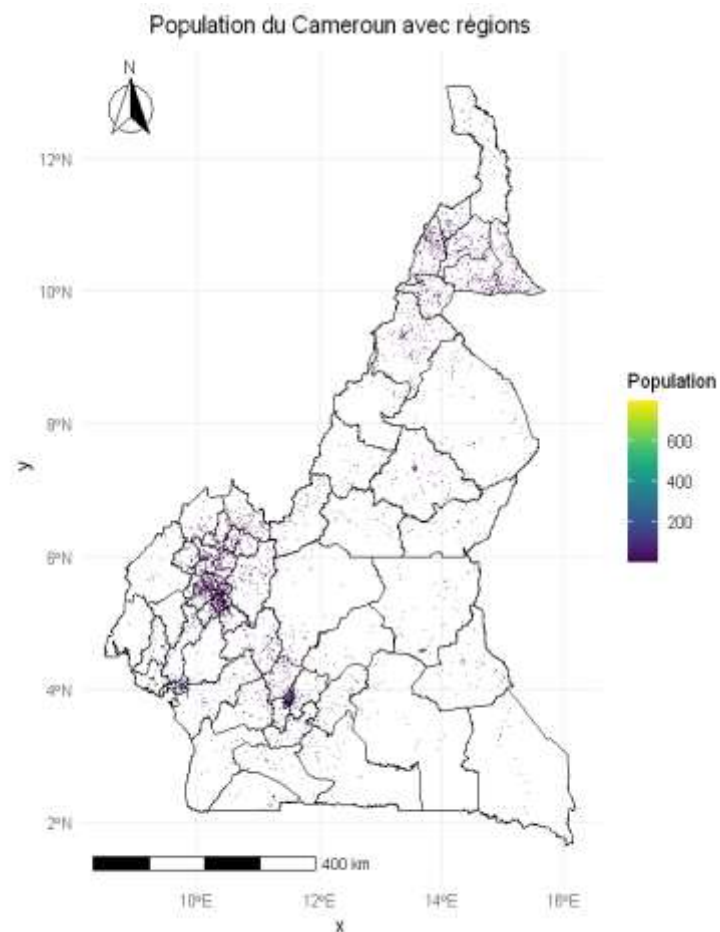 Population du Cameroun avec régions
N
12°N
10°N
8°N
6°N
4°N
2°N
y
Population
600
400
200
400 km
10°E
12°E
14°E
16°E
x